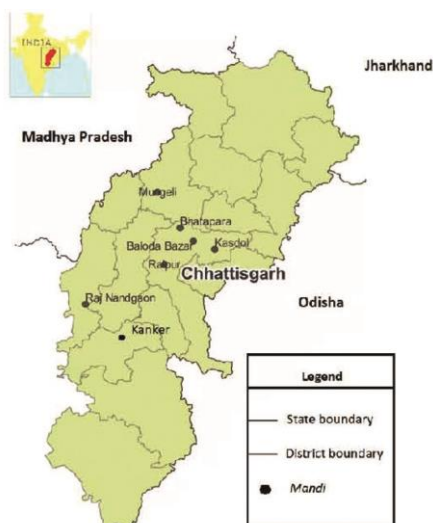 INDIA
Jharkhand
Madhya Pradesh
Mungeli
Bhatapara
Baloda Bazar
Kasdol
Raipur
Chhattisgarh
Raj Nandgaon
Odisha
Kanker
Legend
State boundary
District boundary
Mandi